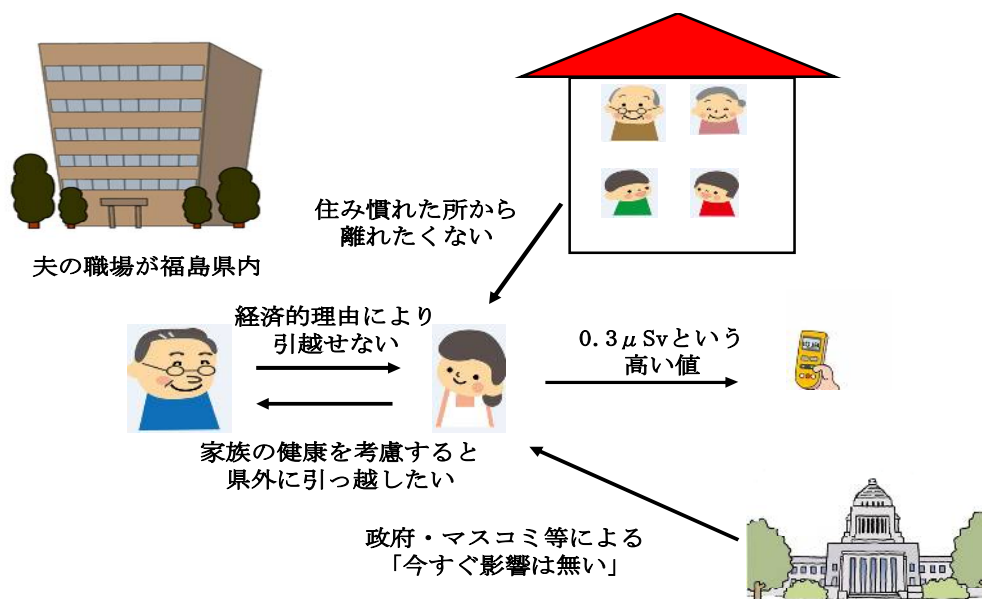 住み慣れた所から
離れたくない
夫の職場が福島県内
経済的理由により
引越せない
0.3μSvという
高い値
家族の健康を考慮すると
県外に引っ越したい
政府・マスコミ等による
「今すぐ影響は無い」